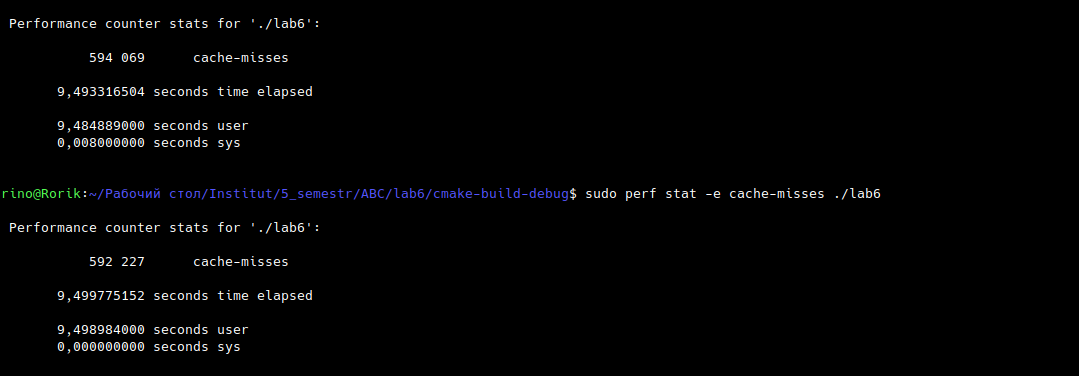 Performance counter stats for './lab6':
594 069 cache-misses
9,493316504 seconds time elapsed
9,484889000 seconds user
0,008000000 seconds sys
rino@Rorik:~/Рабочий стол/Institut/5_semestr/ABC/lab6/cmake-build-debug$ sudo perf stat -e cache-misses ./lab6
Performance counter stats for './lab6':
592 227 cache-misses
9,499775152 seconds time elapsed
9,498984000 seconds user
0,000000000 seconds sys